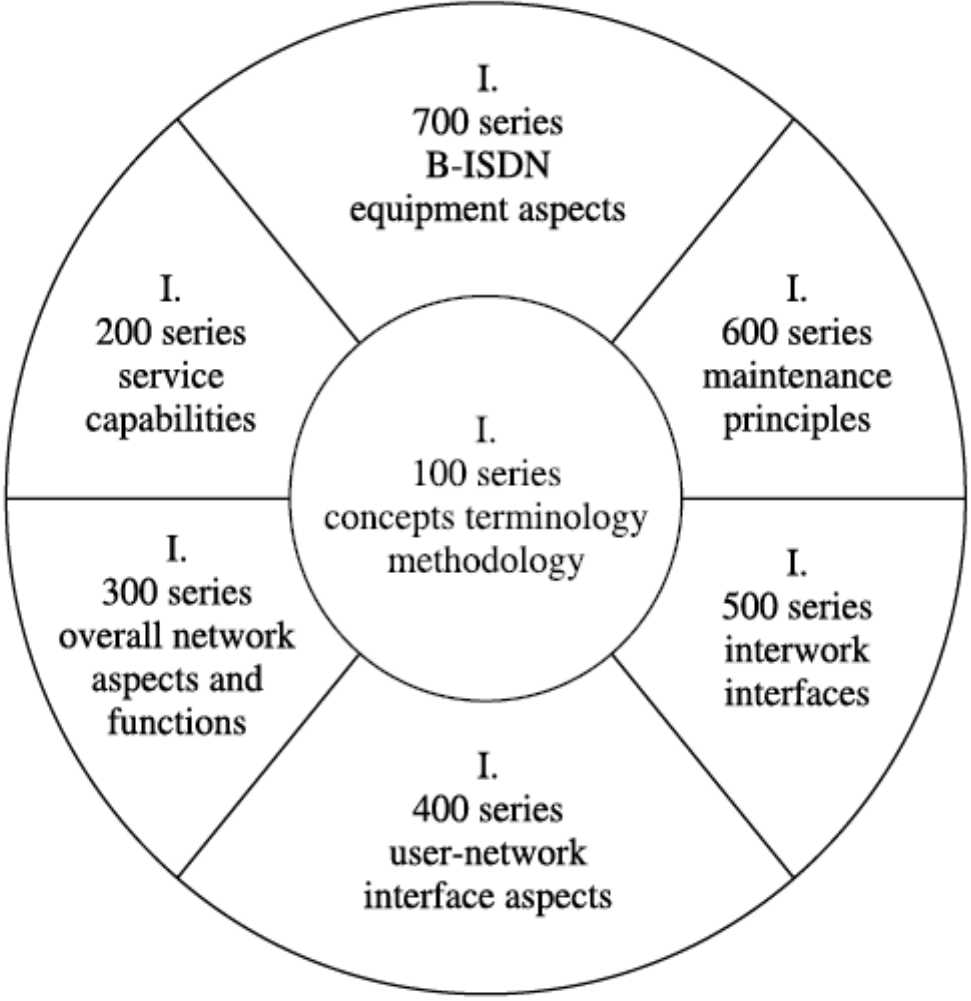 I.
700 series
B-ISDN
equipment aspects
I.
200 series
service
capabilities
I.
600 series
maintenance
principles
I.
100 series
concepts terminology
methodology
I.
300 series
overall network
aspects and
functions
I.
500 series
interwork
interfaces
I.
400 series
user-network
interface aspects